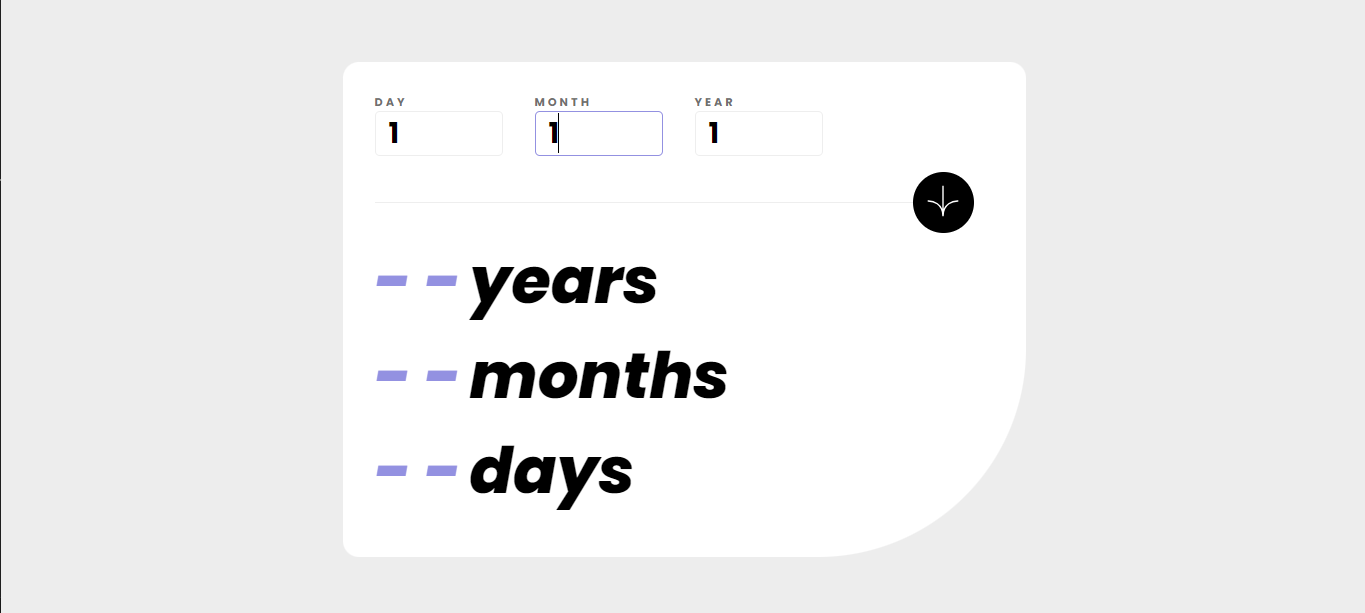 DAY MONTH YEAR
1 1 1
- - years
- - months
- - days